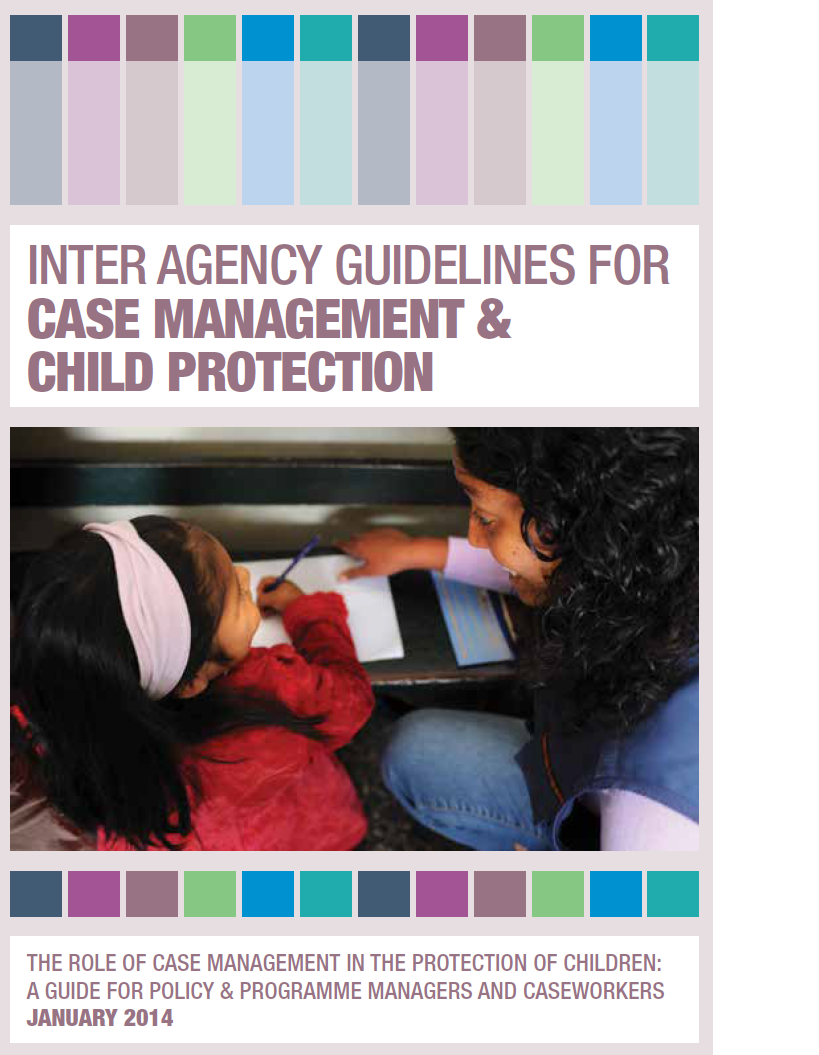 INTER AGENCY GUIDELINES FOR
CASE MANAGEMENT &
CHILD PROTECTION
THE ROLE OF CASE MANAGEMENT IN THE PROTECTION OF CHILDREN:
A GUIDE FOR POLICY & PROGRAMME MANAGERS AND CASEWORKERS
JANUARY 2014